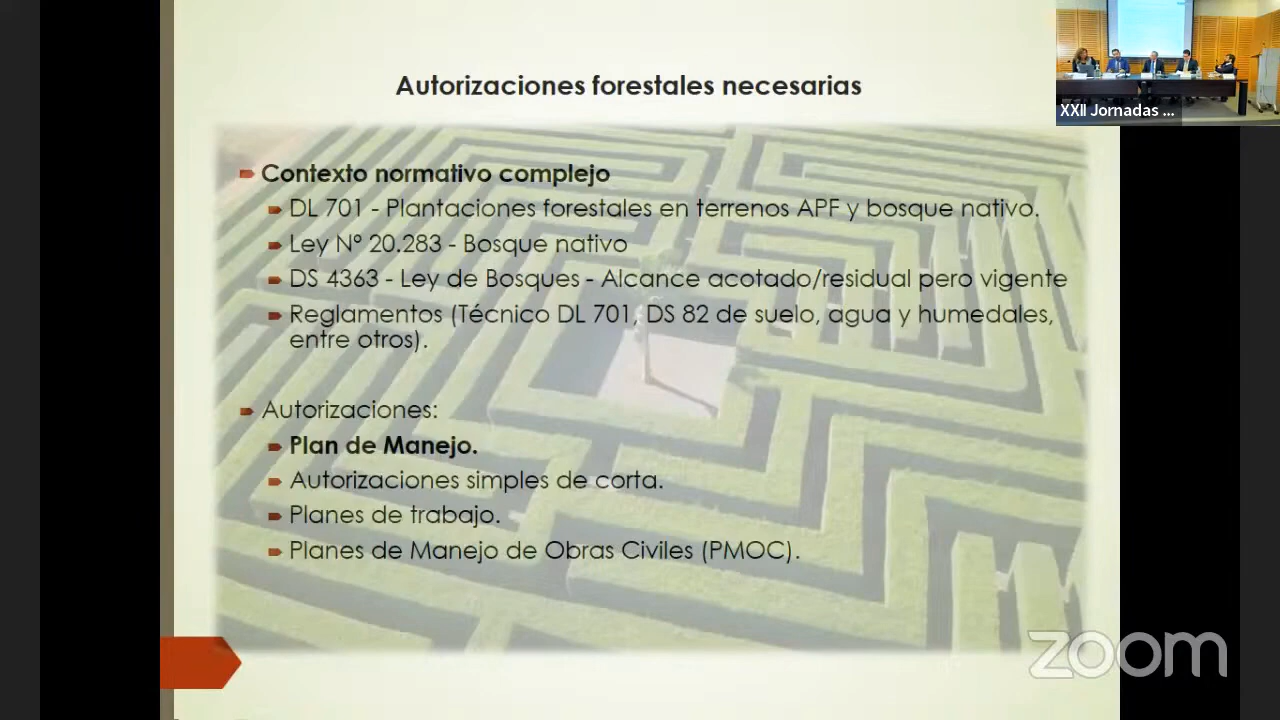 Autorizaciones forestales necesarias
XXII Jornadas ...
Contexto normativo complejo
DL 701 - Plantaciones forestales en terrenos APF y bosque nativo.
Ley Nº 20.283 - Bosque nativo
DS 4363 - Ley de Bosques - Alcance acotado/residual pero vigente
Reglamentos (Técnico DL 701, DS 82 de suelo, agua y humedales,
entre otros).
Autorizaciones:
Plan de Manejo.
Autorizaciones simples de corta.
Planes de trabajo.
Planes de Manejo de Obras Civiles (PMOC).
zoom